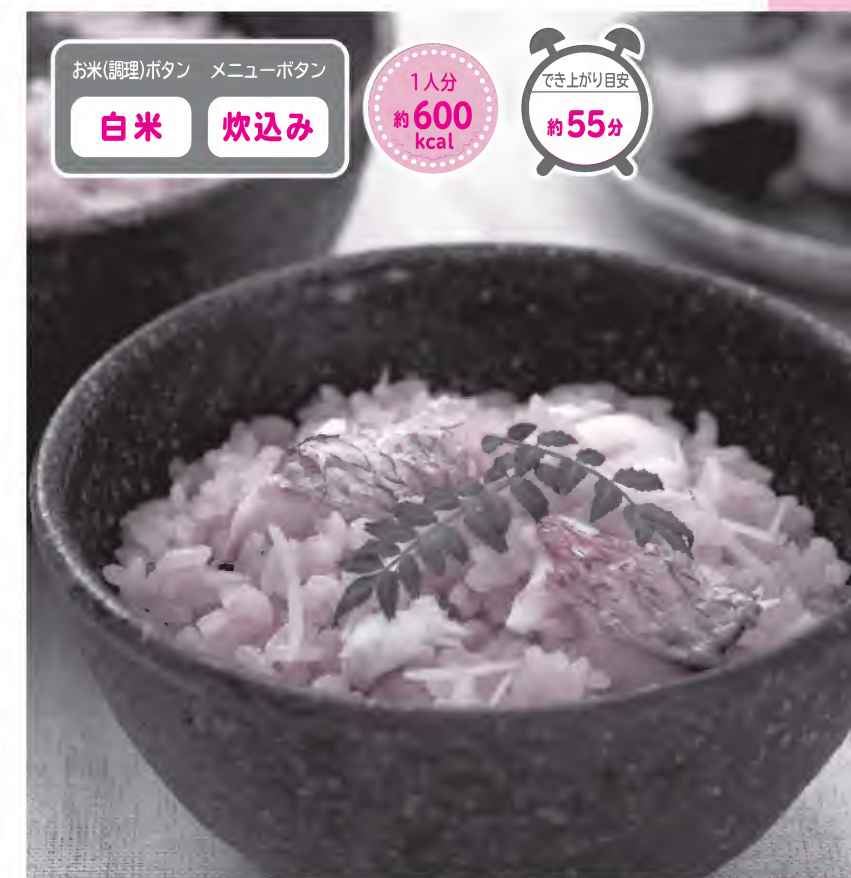 お米(調理)ボタン メニューボタン
白米 炊込み
1人分
約600
kcal
でき上がり目安
約55分